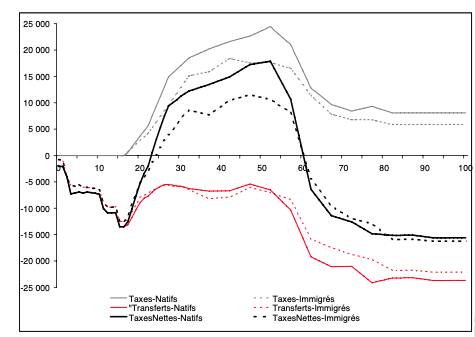 25 000
20 000
15 000
10 000
5 000
0
0 10 20 30 40 50 60 70 80 90 100
-5 000
-10 000
-15 000
-20 000
-25 000
Taxes-Natifs Taxes-Immigrés
"Transferts-Natifs Transferts-Immigrés
TaxesNettes-Natifs TaxesNettes-Immigrés